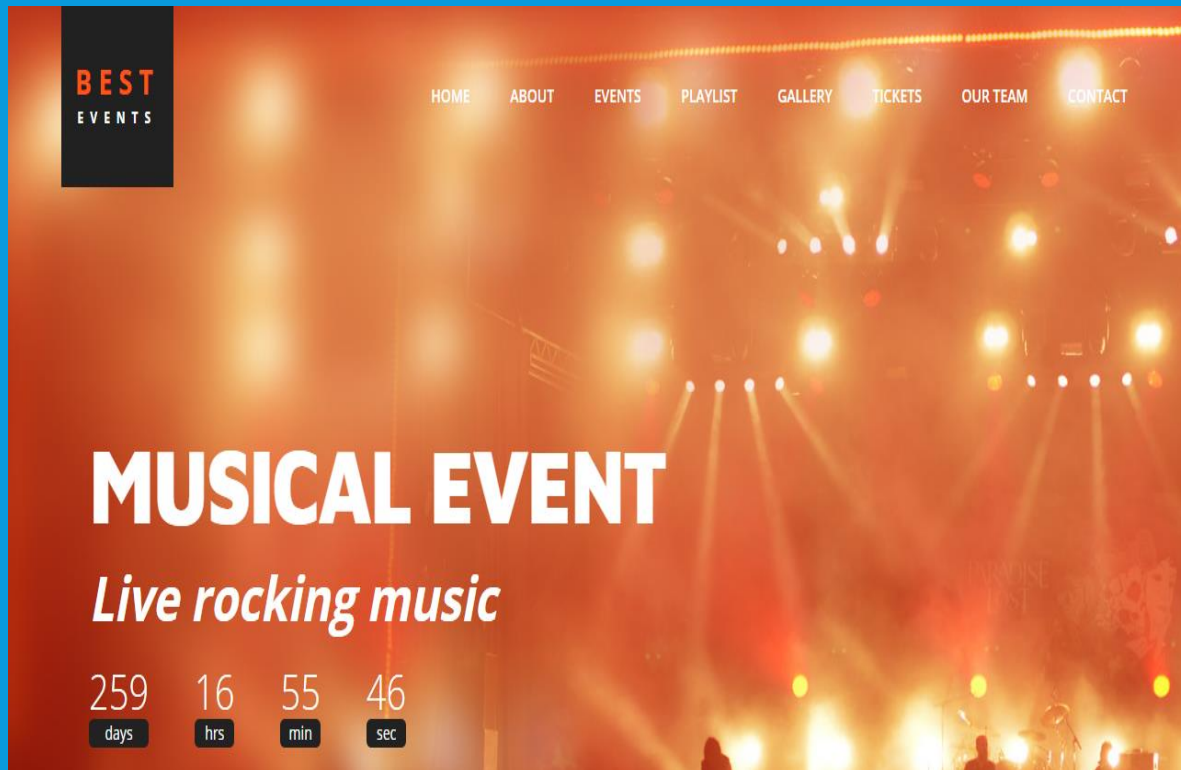 BEST
EVENTS
HOME ABOUT EVENTS PLAYLIST GALLERY TICKETS OUR TEAM CONTACT
MUSICAL EVENT
Live rocking music
259 16 55 46
days hrs min sec